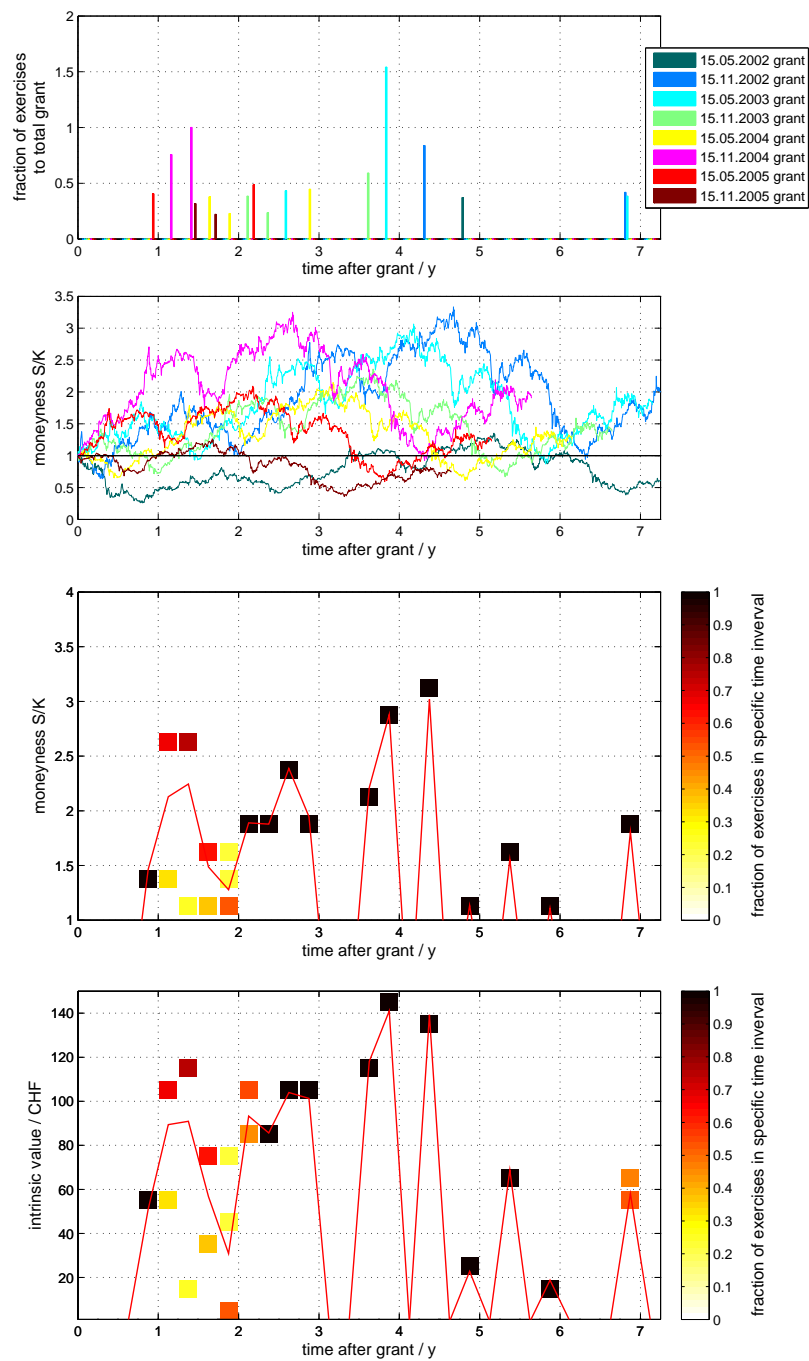 2
1.5
1
0.5
0
fraction of exercises
to total grant
0 1 2 3 4 5 6 7
time after grant / y
15.05.2002 grant
15.11.2002 grant
15.05.2003 grant
15.11.2003 grant
15.05.2004 grant
15.11.2004 grant
15.05.2005 grant
15.11.2005 grant
3.5
3
2.5
2
1.5
1
0.5
0
moneyness S/K
0 1 2 3 4 5 6 7
time after grant / y
4
3.5
3
2.5
2
1.5
1
moneyness S/K
0 1 2 3 4 5 6 7
time after grant / y
1
0.9
0.8
0.7
0.6
0.5
0.4
0.3
0.2
0.1
0
fraction of exercises in specific time inverval
140
120
100
80
60
40
20
intrinsic value / CHF
0 1 2 3 4 5 6 7
time after grant / y
1
0.9
0.8
0.7
0.6
0.5
0.4
0.3
0.2
0.1
0
fraction of exercises in specific time inverval